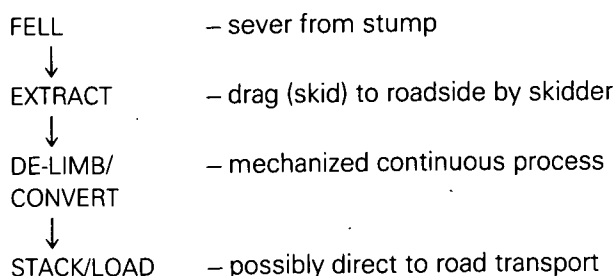 FELL – sever from stump
↓
EXTRACT – drag (skid) to roadside by skidder
↓
DE-LIMB/ – mechanized continuous process
CONVERT
↓
STACK/LOAD – possibly direct to road transport